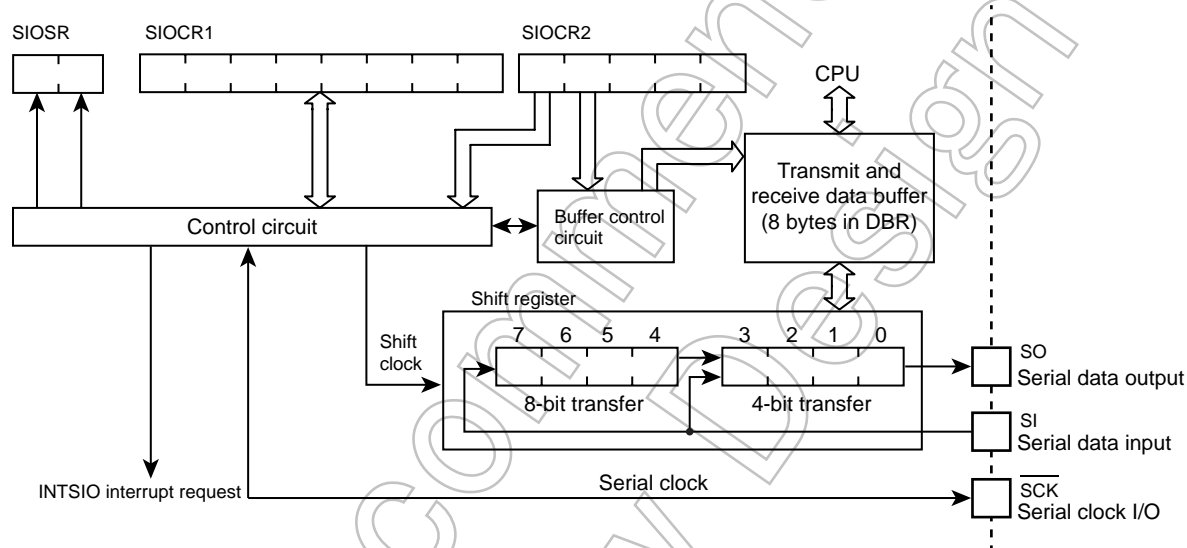 SIOSR
SIOCR1
SIOCR2
CPU
Transmit and
receive data buffer
(8 bytes in DBR)
Control circuit
Buffer control
circuit
Shift register
7 6 5 4 3 2 1 0
Shift
clock
8-bit transfer
4-bit transfer
SO
Serial data output
SI
Serial data input
INTSIO interrupt request
Serial clock
SCK
Serial clock I/O
commen
Design